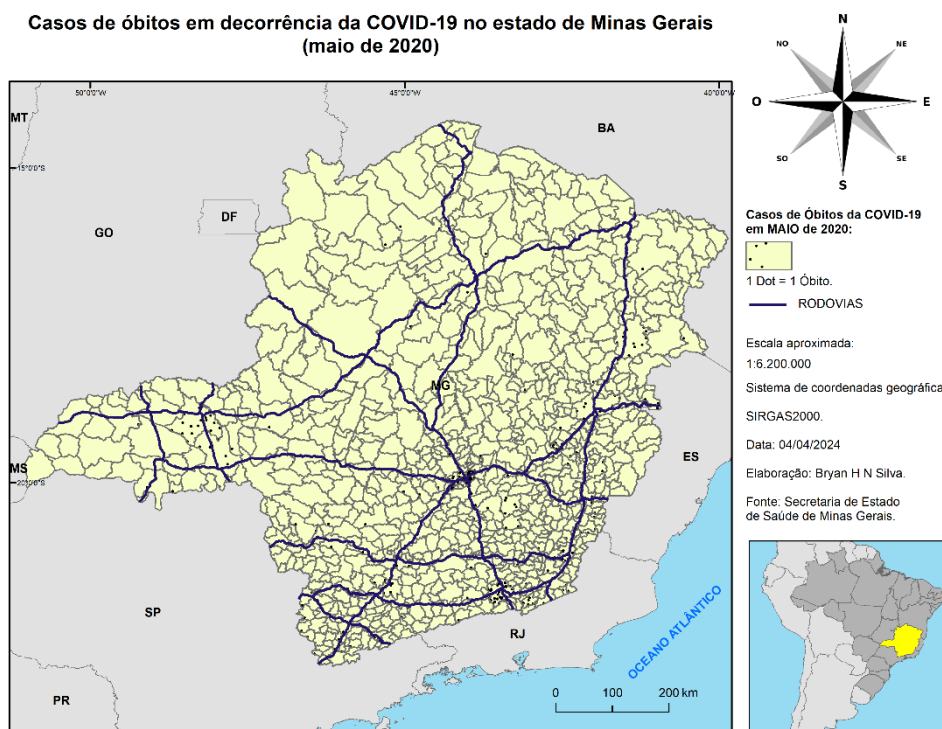 Casos de óbitos em decorrência da COVID-19 no estado de Minas Gerais
(maio de 2020)
N
NO
NE
O
E
SO
SE
S
50°0'0"O
45°0'0"O
40°0'0"O
MT
BA
15°0'0"S
DF
GO
MG
MS
20°0'0"S
ES
SP
RJ
PR
OCEANO ATLÂNTICO
0 100 200 km
Casos de Óbitos da COVID-19
em MAIO de 2020:
1 Dot = 1 Óbito.
RODOVIAS
Escala aproximada:
1:6.200.000
Sistema de coordenadas geográfica
SIRGAS2000.
Data: 04/04/2024
Elaboração: Bryan H N Silva.
Fonte: Secretaria de Estado
de Saúde de Minas Gerais.